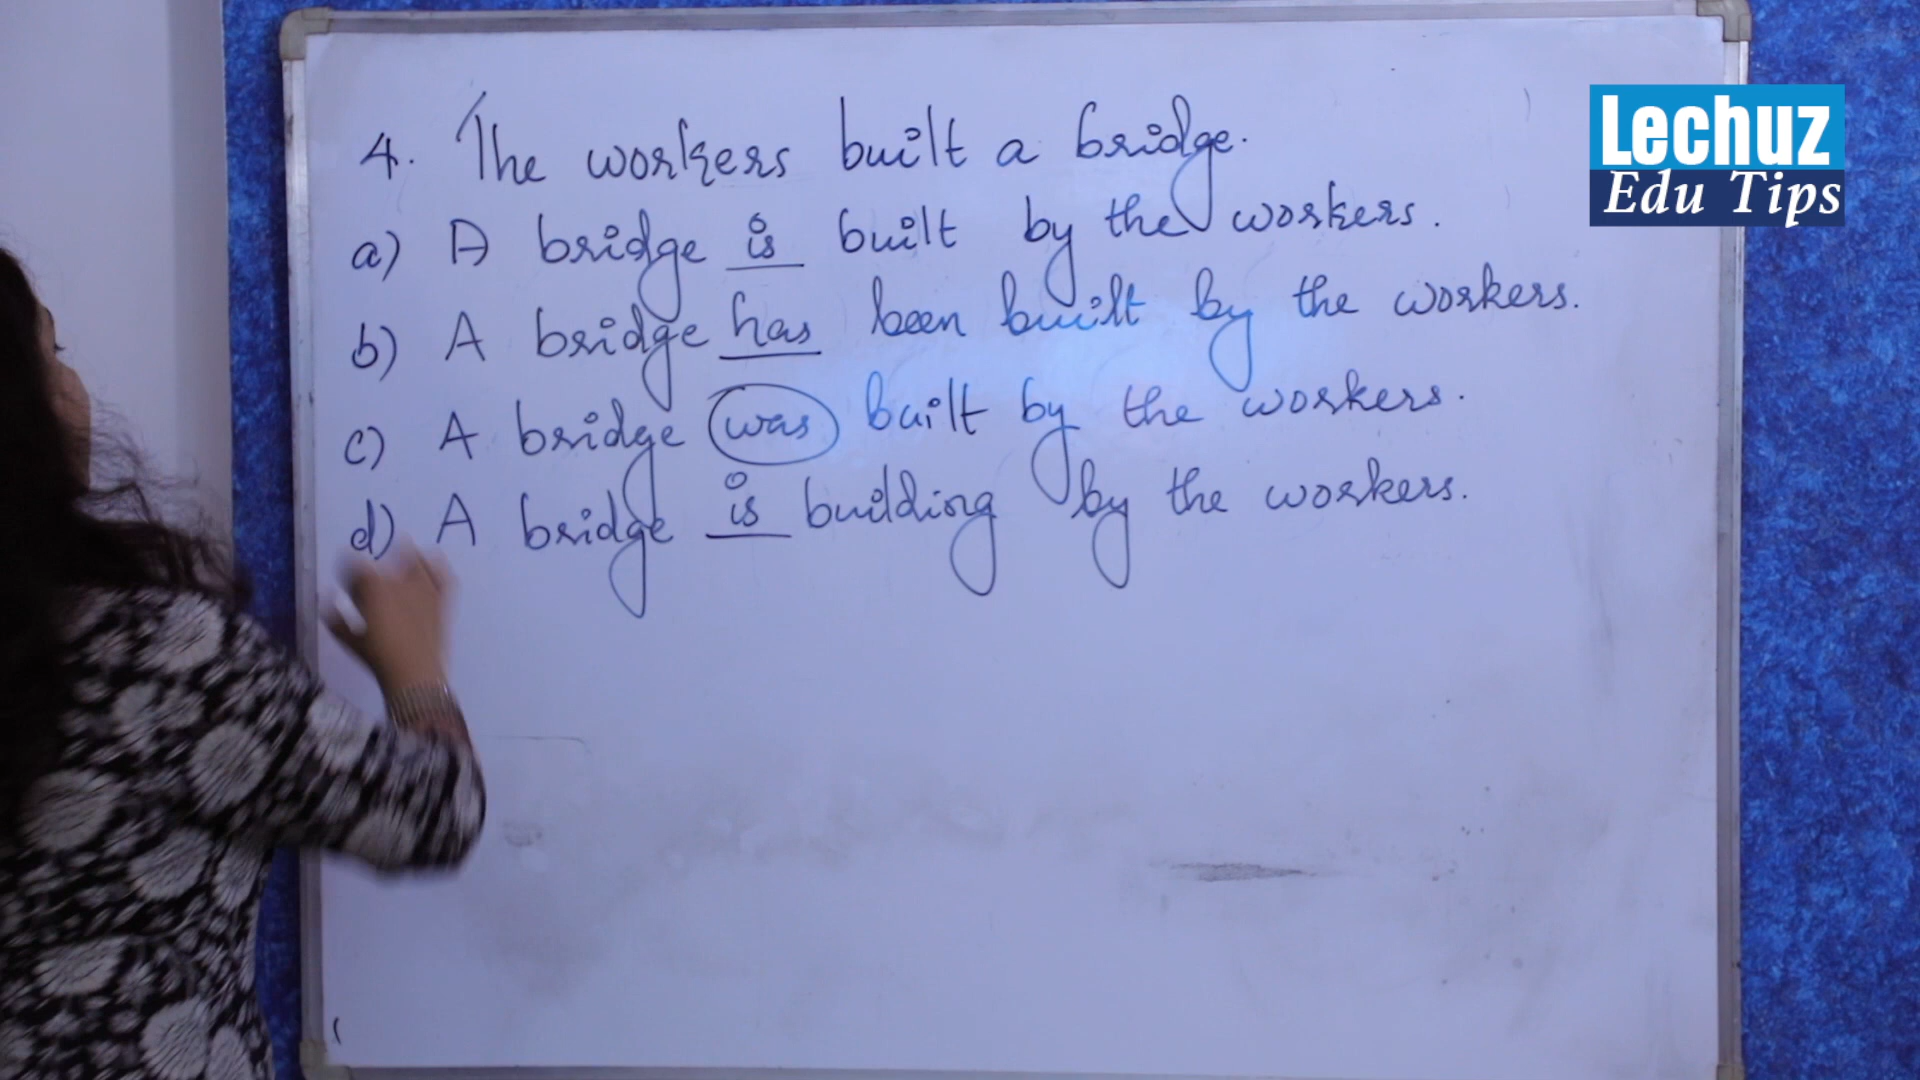 4. The workers built a bridge.
a) A bridge is built by the workers.
b) A bridge has been built by the workers.
c) A bridge was built by the workers.
d) A bridge is building by the workers.
Lechuz
Edu Tips